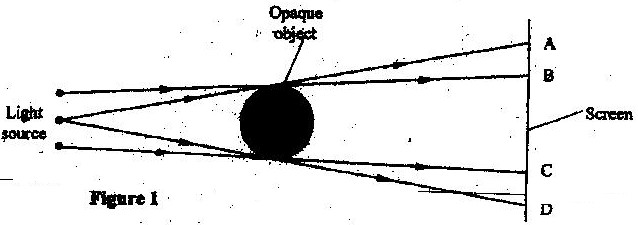 Opaque
object
A
B
Light
source
Screen
C
D
Figure 1